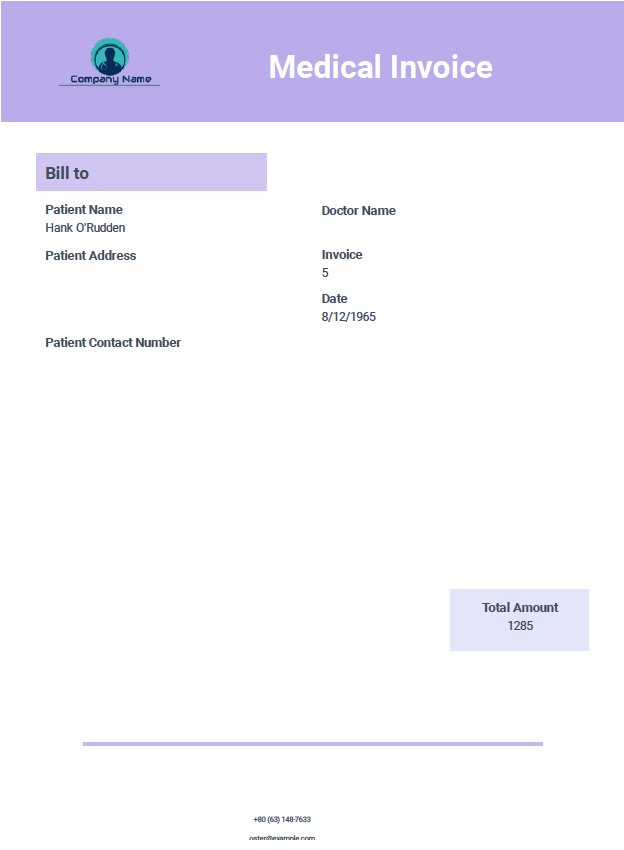 Company Name
Medical Invoice
Bill to
Patient Name
Hank O'Rudden
Doctor Name
Patient Address
Invoice
5
Date
8/12/1965
Patient Contact Number
Total Amount
1285
+80 (63) 148-7633
oster@example.com